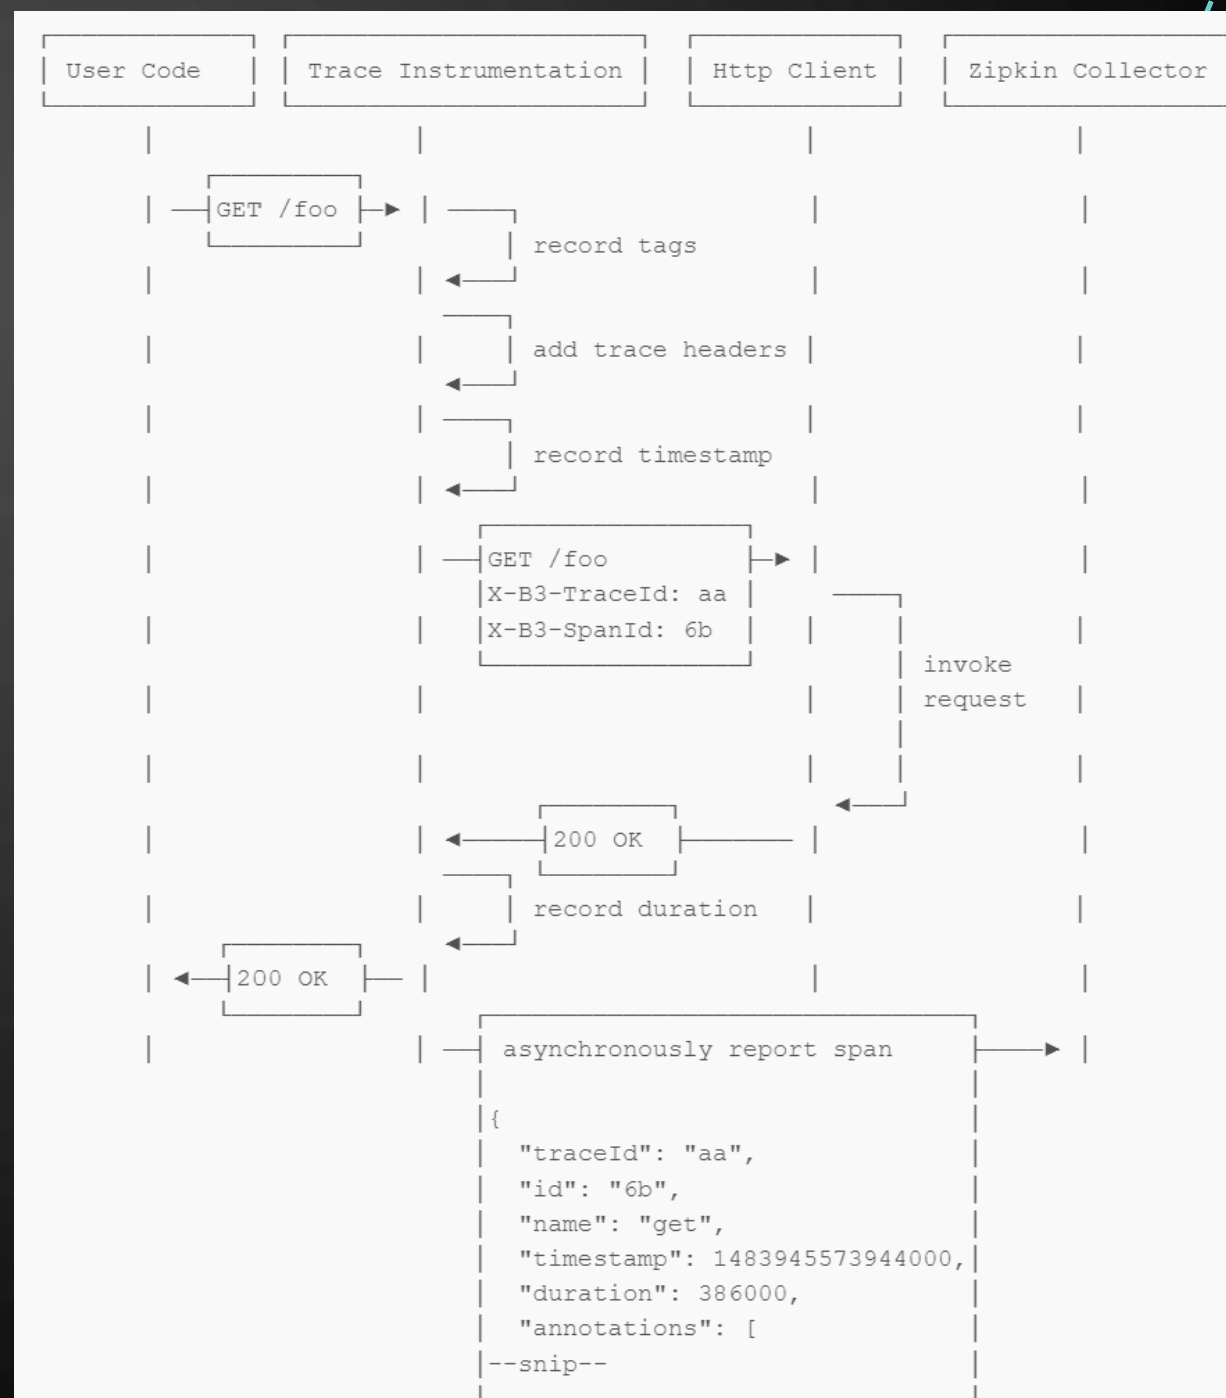 User Code Trace Instrumentation Http Client Zipkin Collector
GET /foo
record tags
add trace headers
record timestamp
GET /foo
X-B3-TraceId: aa
X-B3-SpanId: 6b
invoke
request
200 OK
record duration
200 OK
asynchronously report span
{
"traceId": "aa",
"id": "6b",
"name": "get",
"timestamp": 1483945573944000,
"duration": 386000,
"annotations": [
--snip--